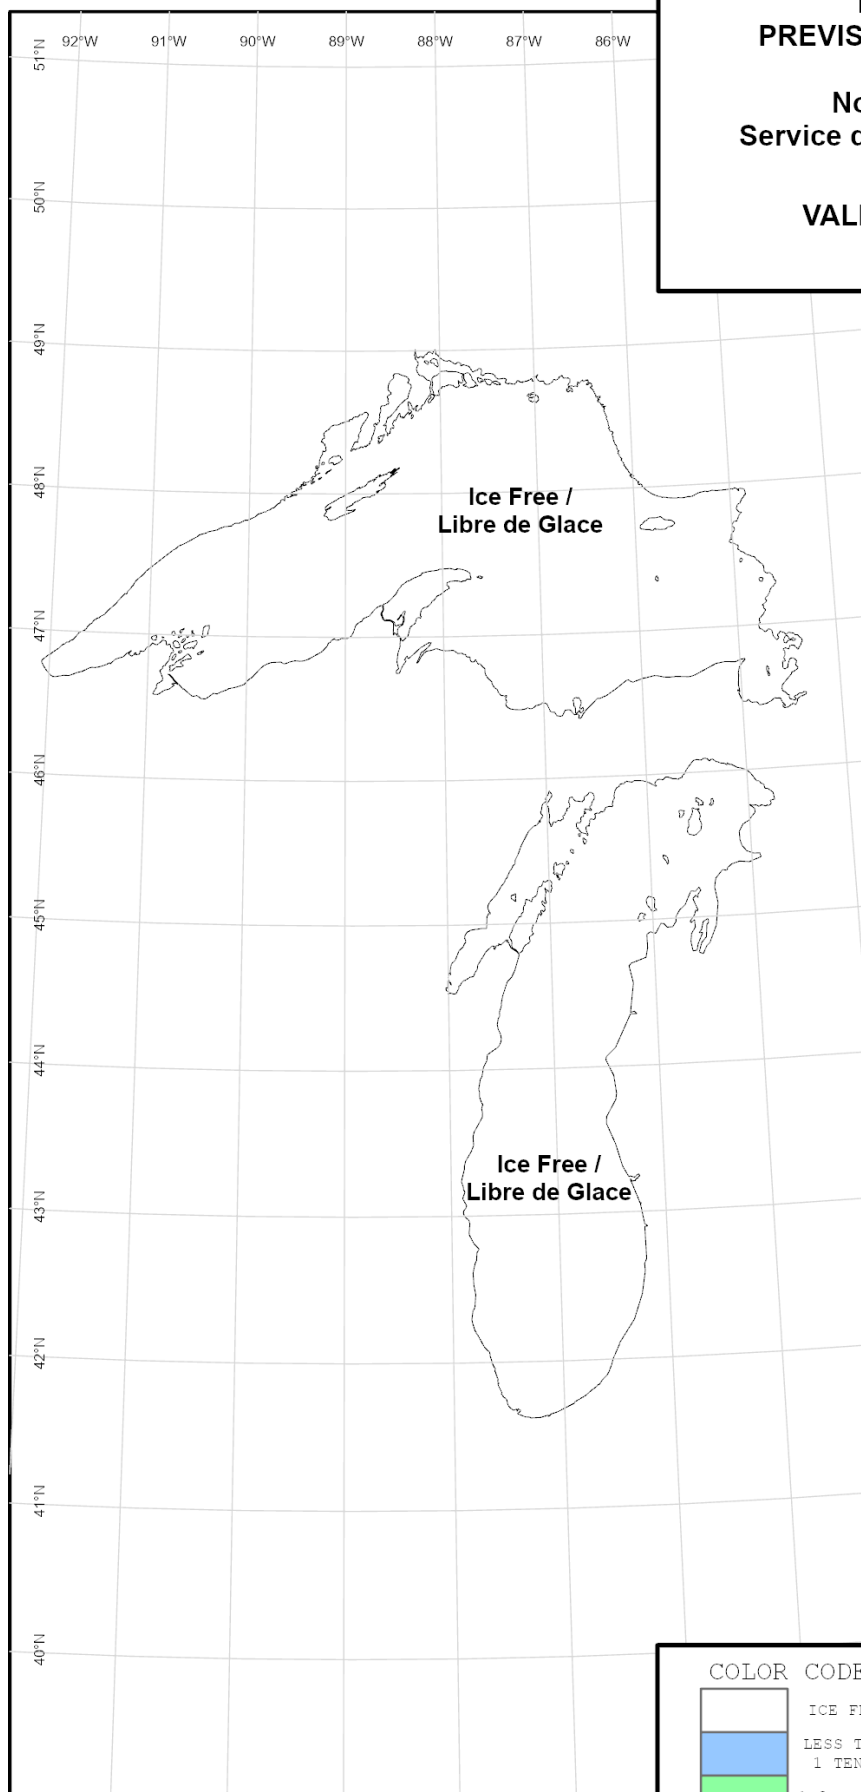 92°W 91°W 90°W 89°W 88°W 87°W 86°W
PREVIS
No
Service d
VALI
51°N
50°N
49°N
48°N
Ice Free /
Libre de Glace
47°N
46°N
45°N
44°N
Ice Free /
Libre de Glace
43°N
42°N
41°N
40°N
COLOR CODE
ICE F
LESS T
1 TEN